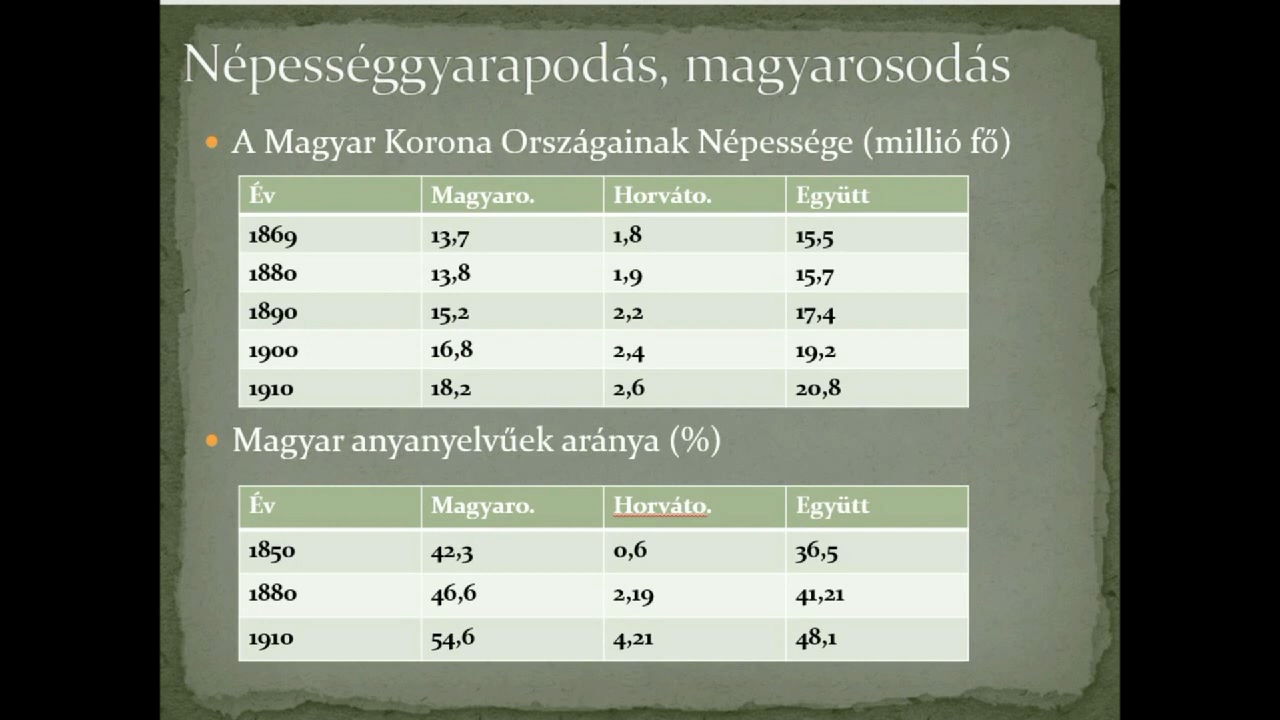 Népességgyarapodás, magyarosodás
• A Magyar Korona Országainak Népessége (millió fő)
Év Magyaro. Horváto. Együtt
1869 13,7 1,8 15,5
1880 13,8 1,9 15,7
1890 15,2 2,2 17,4
1900 16,8 2,4 19,2
1910 18,2 2,6 20,8
• Magyar anyanyelvűek aránya (%)
Év Magyaro. Horváto. Együtt
1850 42,3 0,6 36,5
1880 46,6 2,19 41,21
1910 54,6 4,21 48,1